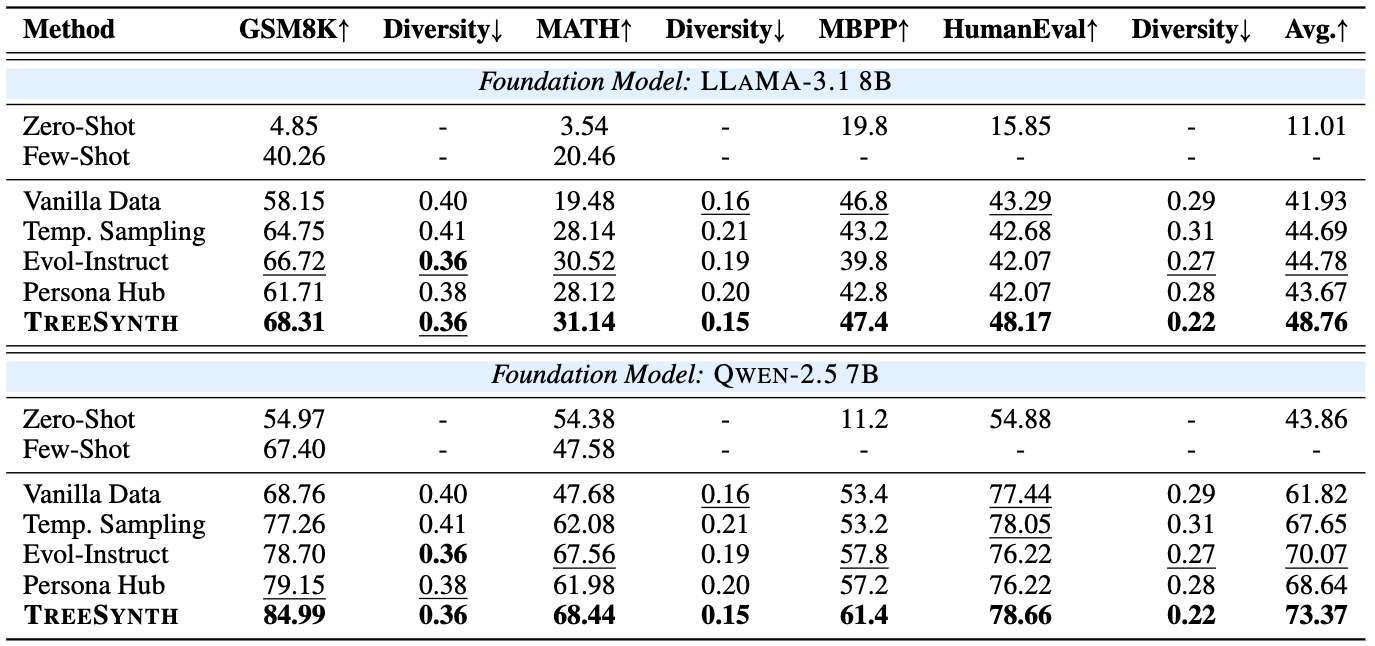 Method GSM8K↑ Diversity↓ MATH↑ Diversity↓ MBPP↑ HumanEval↑ Diversity↓ Avg.↑
Foundation Model: LLAMA-3.1 8B
Zero-Shot 4.85 - 3.54 - 19.8 15.85 - 11.01
Few-Shot 40.26 - 20.46 - - - - -
Vanilla Data 58.15 0.40 19.48 0.16 46.8 43.29 0.29 41.93
Temp. Sampling 64.75 0.41 28.14 0.21 43.2 42.68 0.31 44.69
Evol-Instruct 66.72 0.36 30.52 0.19 39.8 42.07 0.27 44.78
Persona Hub 61.71 0.38 28.12 0.20 42.8 42.07 0.28 43.67
TREESYNTH 68.31 0.36 31.14 0.15 47.4 48.17 0.22 48.76
Foundation Model: QWEN-2.5 7B
Zero-Shot 54.97 - 54.38 - 11.2 54.88 - 43.86
Few-Shot 67.40 - 47.58 - - - - -
Vanilla Data 68.76 0.40 47.68 0.16 53.4 77.44 0.29 61.82
Temp. Sampling 77.26 0.41 62.08 0.21 53.2 78.05 0.31 67.65
Evol-Instruct 78.70 0.36 67.56 0.19 57.8 76.22 0.27 70.07
Persona Hub 79.15 0.38 61.98 0.20 57.2 76.22 0.28 68.64
TREESYNTH 84.99 0.36 68.44 0.15 61.4 78.66 0.22 73.37